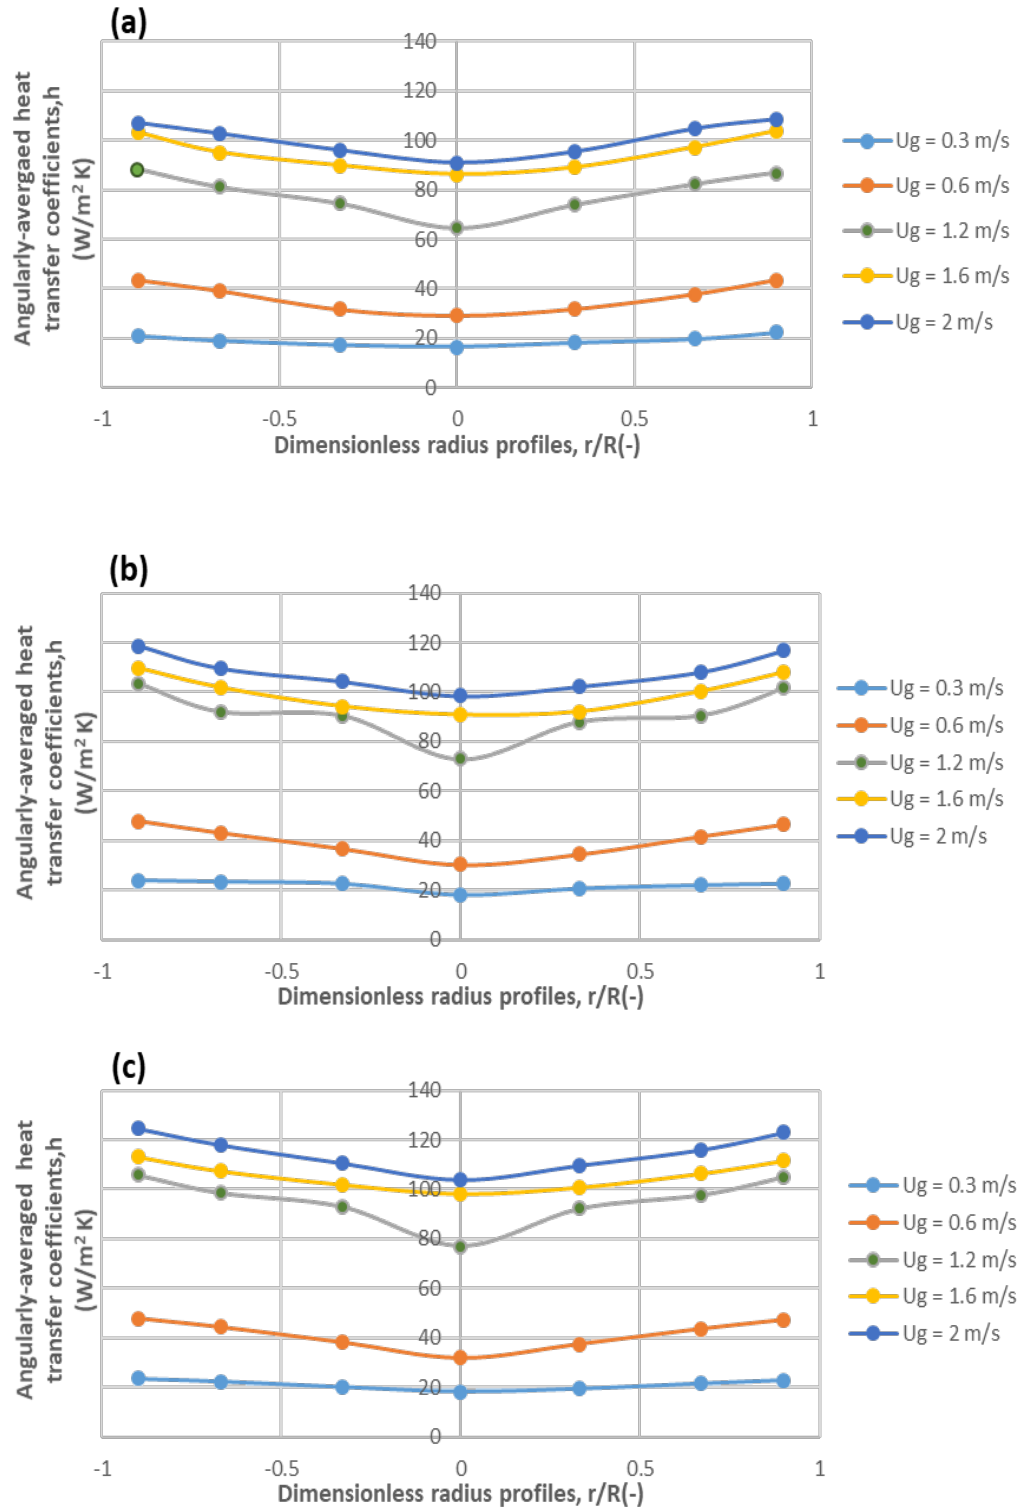 (a)
Angularly-avergaed heat
transfer coefficients,h
(W/m² K)
140
120
100
80
60
40
20
0
-1
-0.5
0
0.5
1
Dimensionless radius profiles, r/R(-)
Ug = 0.3 m/s
Ug = 0.6 m/s
Ug = 1.2 m/s
Ug = 1.6 m/s
Ug = 2 m/s
(b)
Angularly-averaged heat
transfer coefficients,h
(W/m² K)
140
120
100
80
60
40
20
0
-1
-0.5
0
0.5
1
Dimensionless radius profiles, r/R(-)
Ug = 0.3 m/s
Ug = 0.6 m/s
Ug = 1.2 m/s
Ug = 1.6 m/s
Ug = 2 m/s
(c)
Angularly-averaged heat
transfer coefficients,h
(W/m² K)
140
120
100
80
60
40
20
0
-1
-0.5
0
0.5
1
Dimensionless radius profiles, r/R(-)
Ug = 0.3 m/s
Ug = 0.6 m/s
Ug = 1.2 m/s
Ug = 1.6 m/s
Ug = 2 m/s